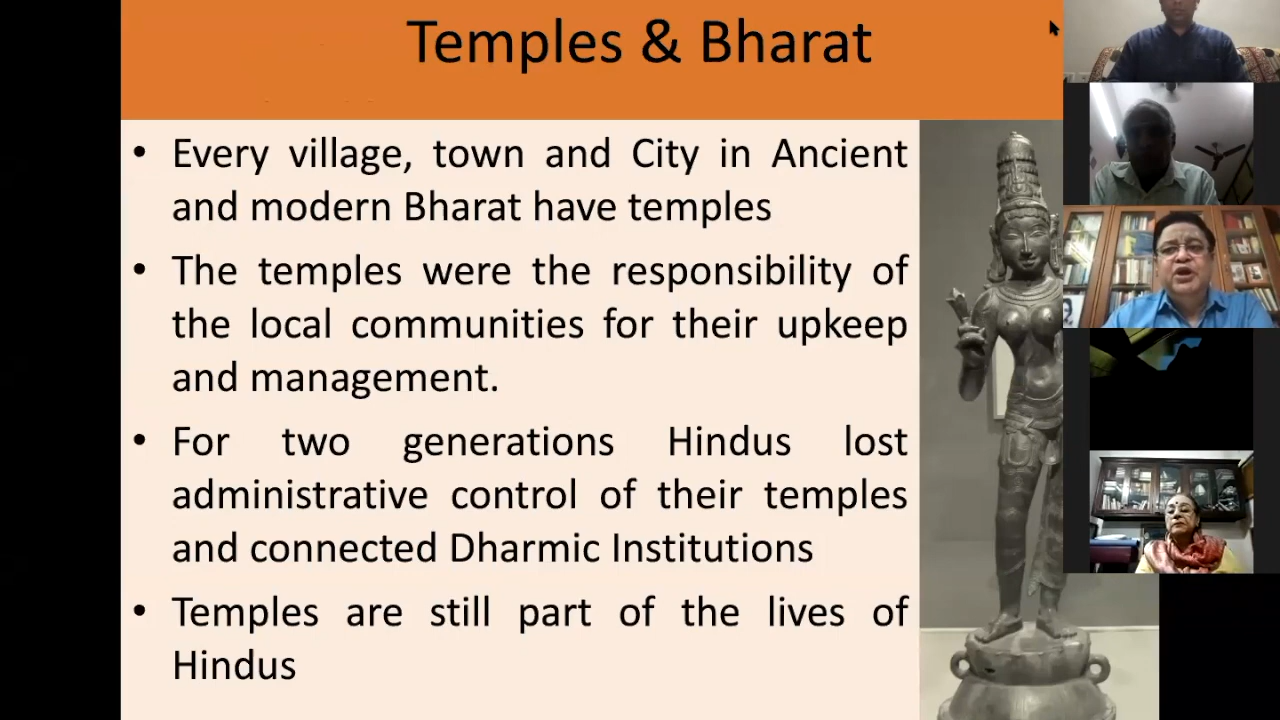 Temples & Bharat
• Every village, town and City in Ancient
and modern Bharat have temples
• The temples were the responsibility of
the local communities for their upkeep
and management.
• For two generations Hindus lost
administrative control of their temples
and connected Dharmic Institutions
• Temples are still part of the lives of
Hindus